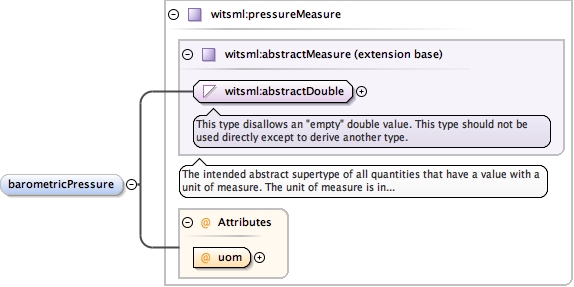 witsml:pressureMeasure
witsml:abstractMeasure (extension base)
witsml:abstractDouble
This type disallows an "empty" double value. This type should not be
used directly except to derive another type.
The intended abstract supertype of all quantities that have a value with a
unit of measure. The unit of measure is in...
barometricPressure
@ Attributes
@ uom